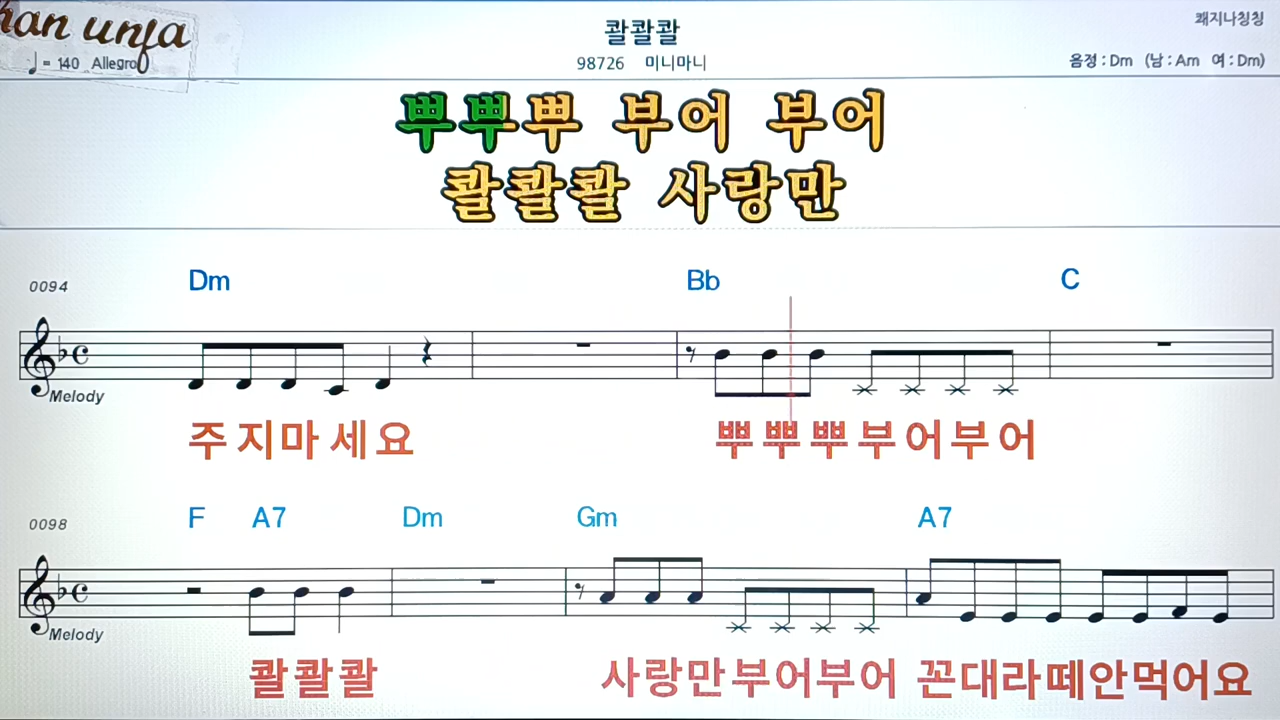 han unfa
콸콸콸
쾌지나칭칭
♩= 140 Allegro
98726 미니마니
음정 : Dm (남 : Am 여 : Dm)
뿌뿌뿌 부어 부어
콸콸콸 사랑만
0094
Dm Bb C
Melody
주지마세요 뿌뿌뿌부어부어
0098
F A7 Dm Gm A7
Melody
콸콸콸 사랑만부어부어 꼰대라떼안먹어요